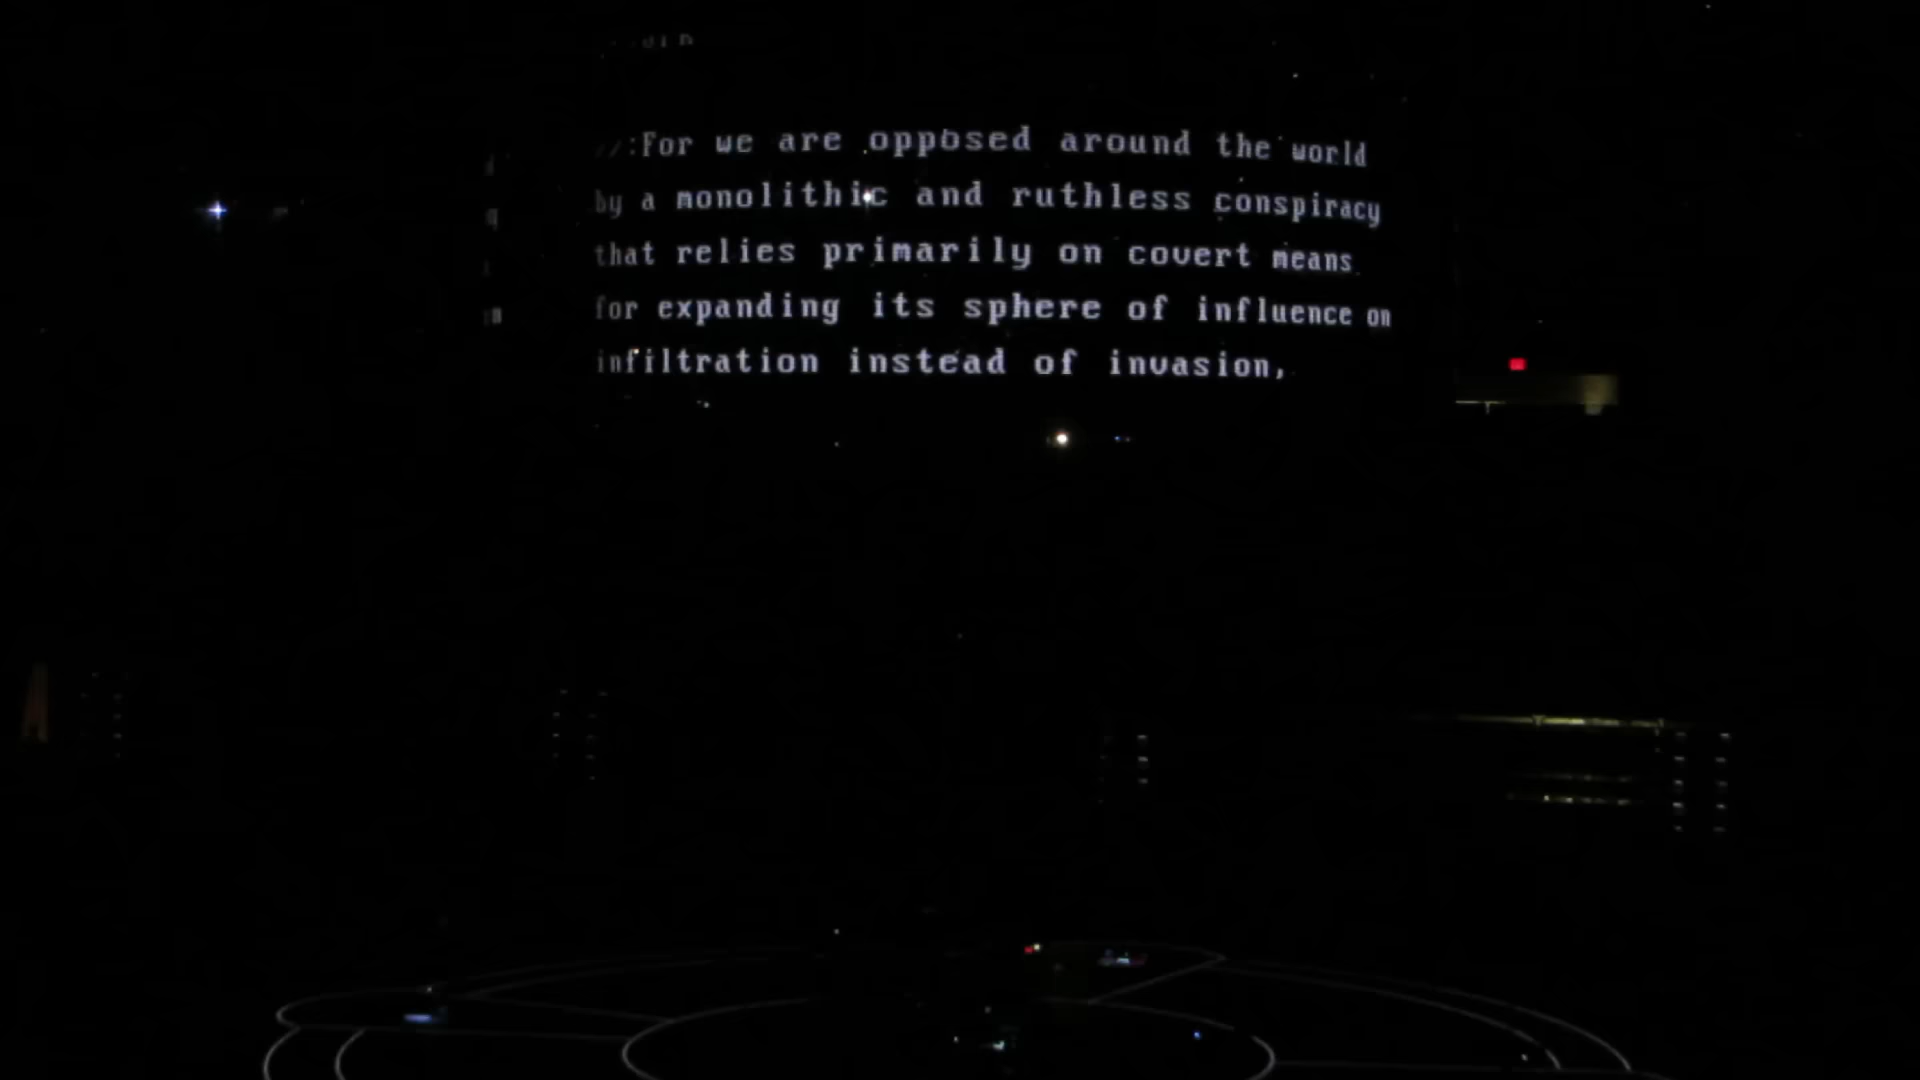 ://:For we are opposed around the world
by a monolithic and ruthless conspiracy
that relies primarily on covert means
for expanding its sphere of influence on
infiltration instead of invasion,